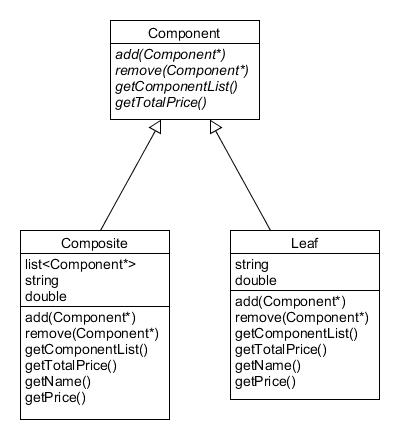 Component
add(Component*)
remove(Component*)
getComponentList()
getTotalPrice()
Composite
list<Component*>
string
double
add(Component*)
remove(Component*)
getComponentList()
getTotalPrice()
getName()
getPrice()
Leaf
string
double
add(Component*)
remove(Component*)
getComponentList()
getTotalPrice()
getName()
getPrice()